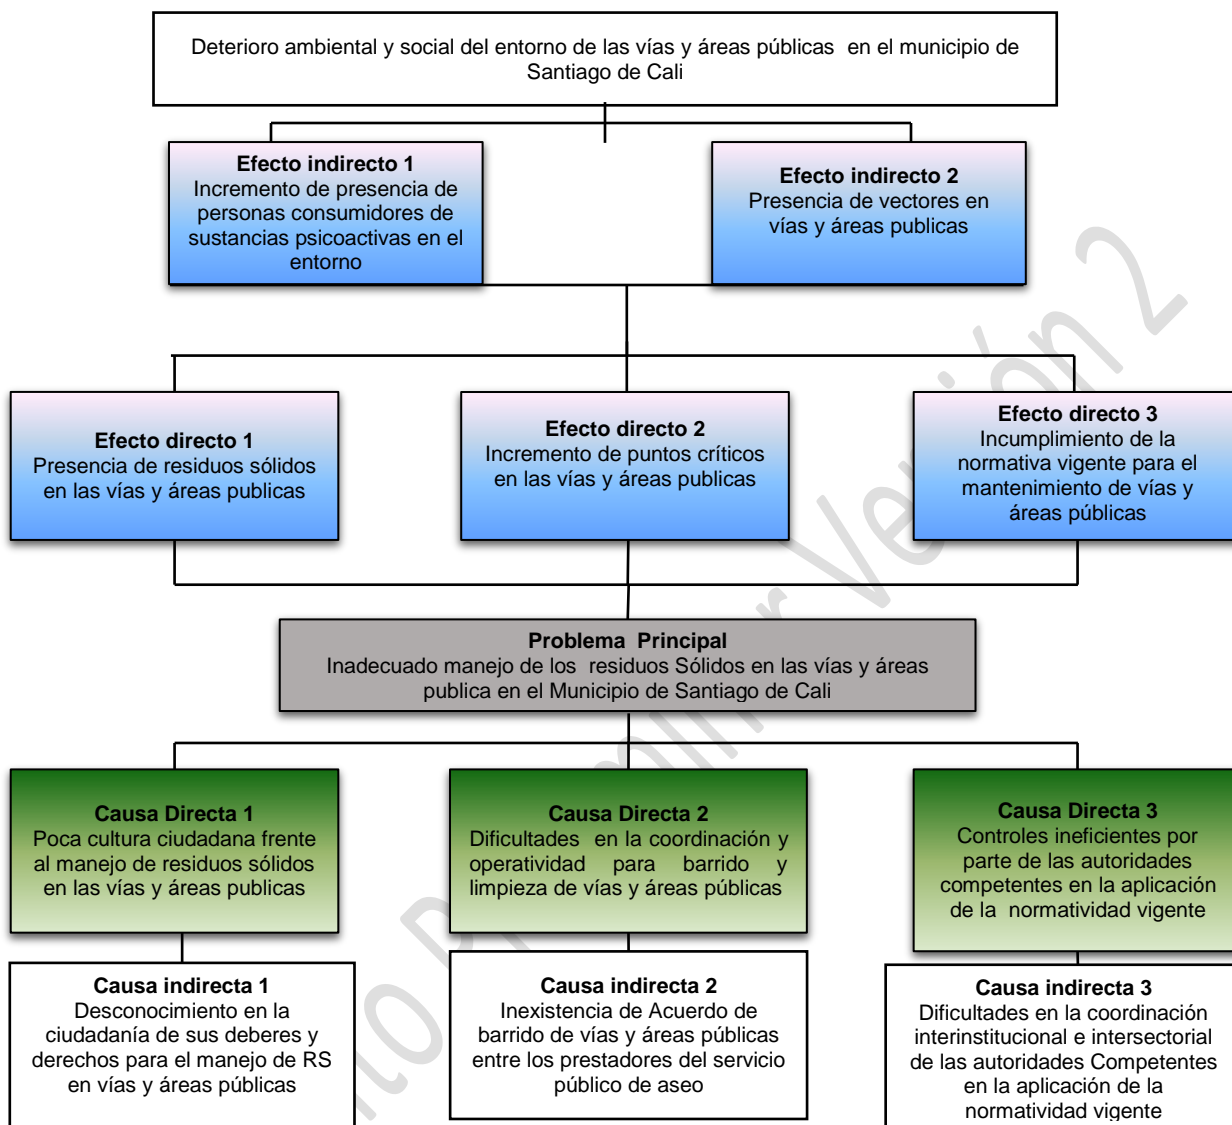 Deterioro ambiental y social del entorno de las vías y áreas públicas en el municipio de
Santiago de Cali
Efecto indirecto 1
Incremento de presencia de
personas consumidores de
sustancias psicoactivas en el
entorno
Efecto indirecto 2
Presencia de vectores en
vías y áreas publicas
Efecto directo 1
Presencia de residuos sólidos
en las vías y áreas publicas
Efecto directo 2
Incremento de puntos críticos
en las vías y áreas publicas
Efecto directo 3
Incumplimiento de la
normativa vigente para el
mantenimiento de vías y
áreas públicas
Problema Principal
Inadecuado manejo de los residuos Sólidos en las vías y áreas
publica en el Municipio de Santiago de Cali
Causa Directa 1
Poca cultura ciudadana frente
al manejo de residuos sólidos
en las vías y áreas publicas
Causa Directa 2
Dificultades en la coordinación y
operatividad para barrido y
limpieza de vías y áreas públicas
Causa Directa 3
Controles ineficientes por
parte de las autoridades
competentes en la aplicación
de la normatividad vigente
Causa indirecta 1
Desconocimiento en la
ciudadanía de sus deberes y
derechos para el manejo de RS
en vías y áreas públicas
Causa indirecta 2
Inexistencia de Acuerdo de
barrido de vías y áreas públicas
entre los prestadores del servicio
público de aseo
Causa indirecta 3
Dificultades en la coordinación
interinstitucional e intersectorial
de las autoridades Competentes
en la aplicación de la
normatividad vigente
Versión 2